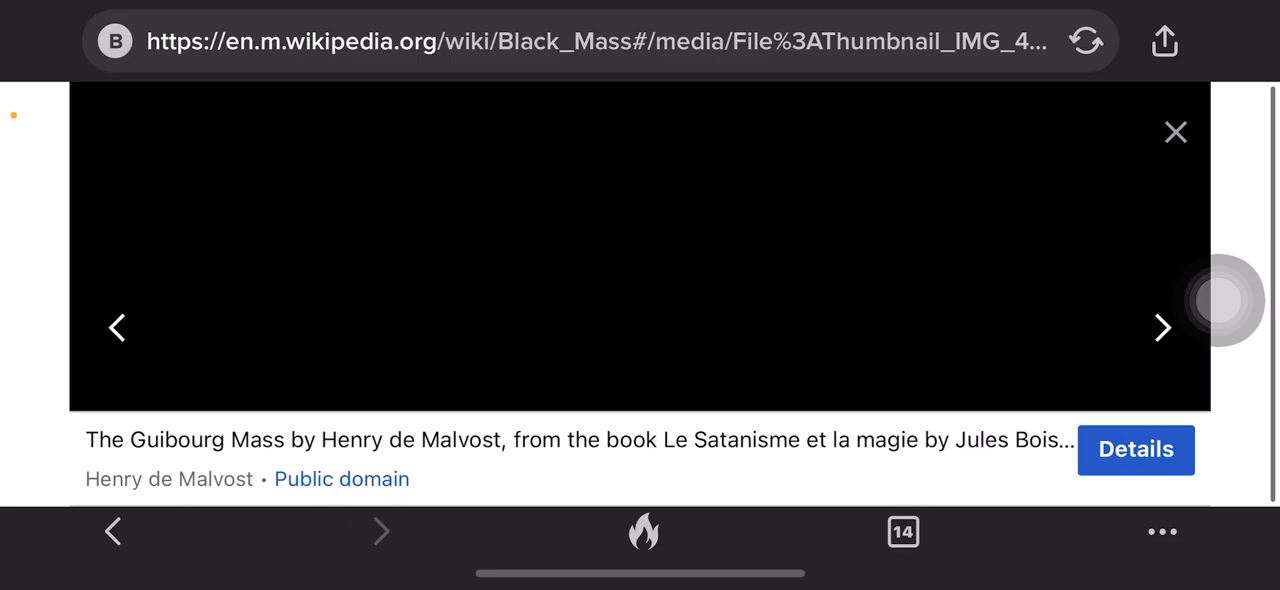 B https://en.m.wikipedia.org/wiki/Black_Mass#/media/File%3AThumbnail_IMG_4...
The Guibourg Mass by Henry de Malvost, from the book Le Satanisme et la magie by Jules Bois...
Details
Henry de Malvost • Public domain
14